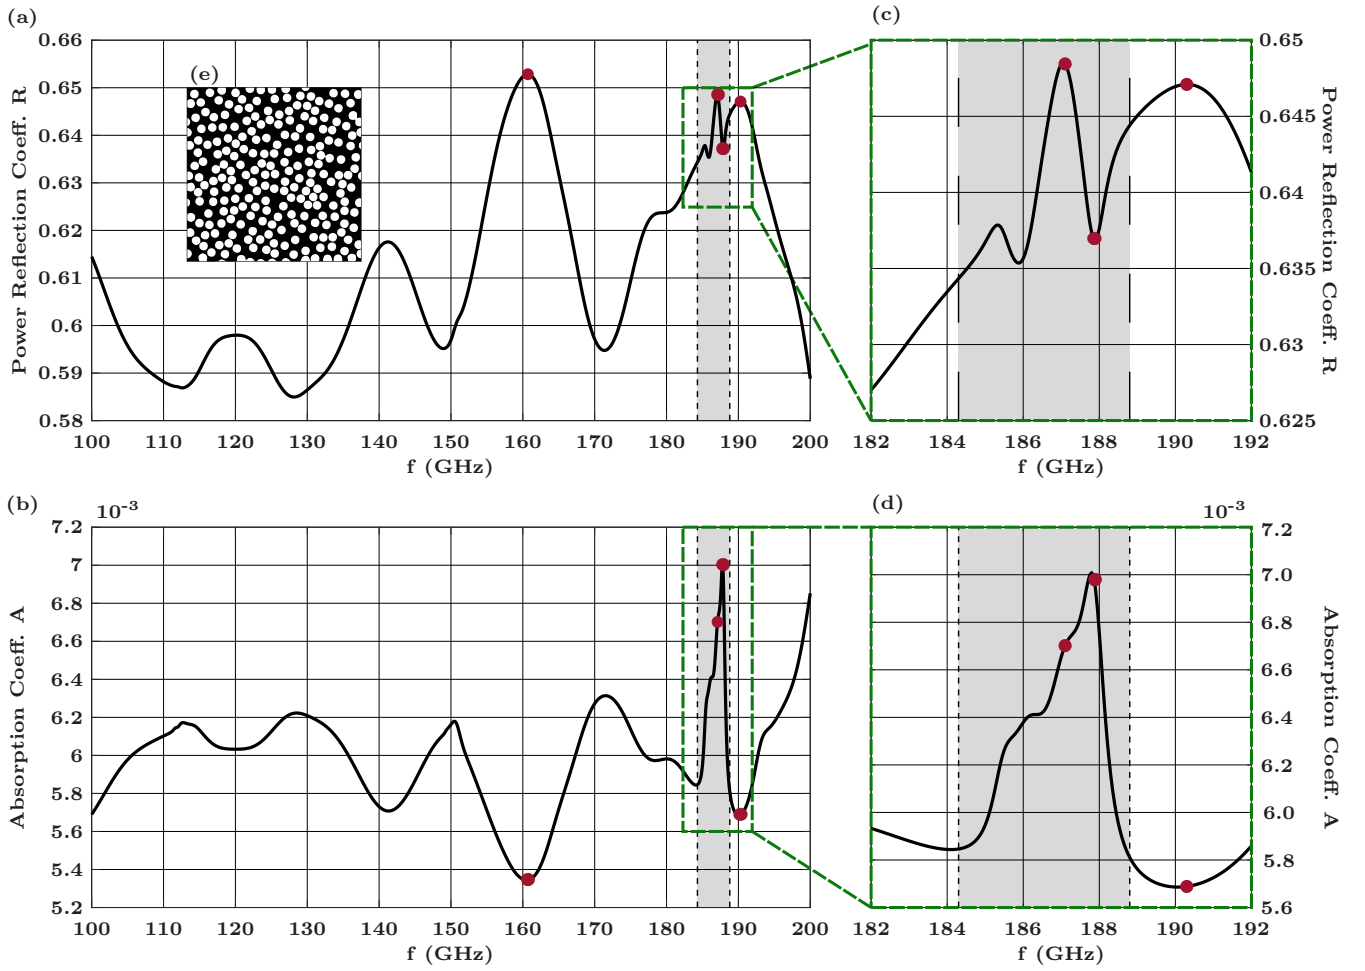 (a)
(c)
0.66
0.65
0.64
0.63
0.62
0.61
0.6
0.59
0.58
Power Reflection Coeff. R
(e)
100 110 120 130 140 150 160 170 180 190 200
f (GHz)
0.65
0.645
0.64
0.635
0.63
0.625
Power Reflection Coeff. R
182 184 186 188 190 192
f (GHz)
(b)
10-3
(d)
10-3
7.2
7
6.8
6.6
6.4
6.2
6
5.8
5.6
5.4
5.2
Absorption Coeff. A
100 110 120 130 140 150 160 170 180 190 200
f (GHz)
7.2
7.0
6.8
6.6
6.4
6.2
6.0
5.8
5.6
Absorption Coeff. A
182 184 186 188 190 192
f (GHz)